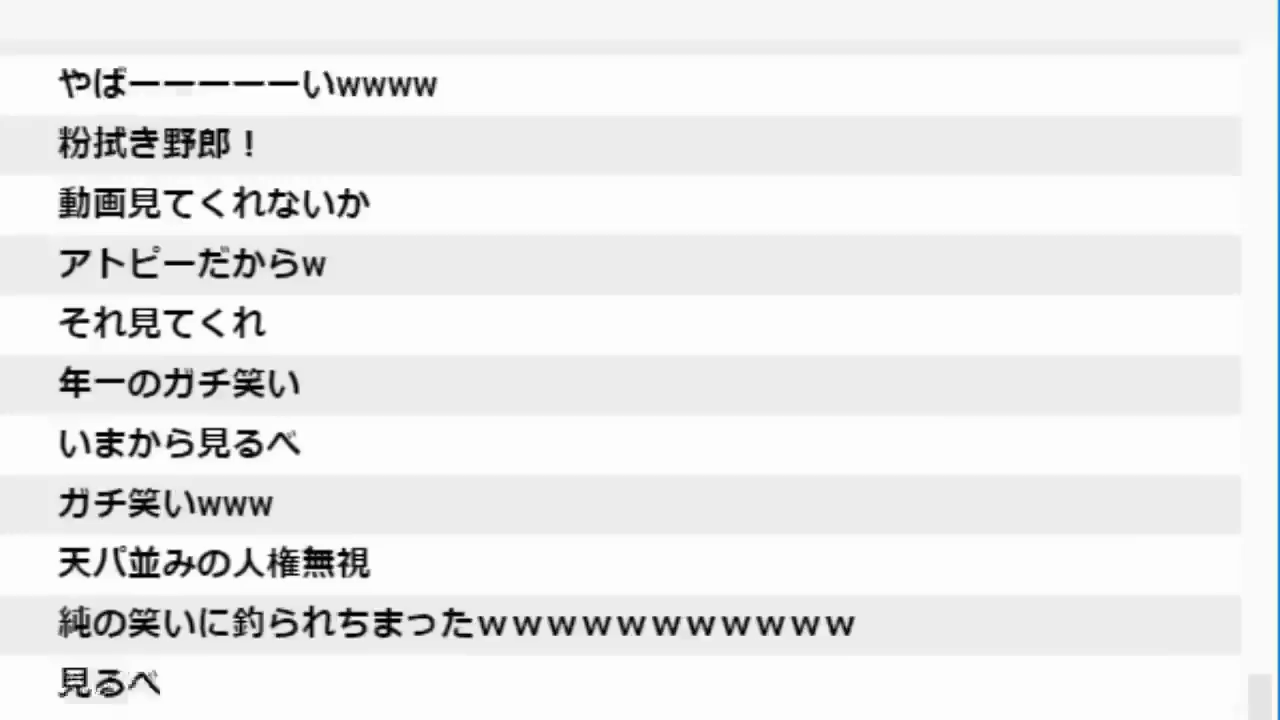 やばーーーーーいwwww
粉拭き野郎！
動画見てくれないか
アトピーだからw
それ見てくれ
年一のガチ笑い
いまから見るべ
ガチ笑いwww
天パ並みの人権無視
純の笑いに釣られちまったｗｗｗｗｗｗｗｗｗｗｗ
見るべ